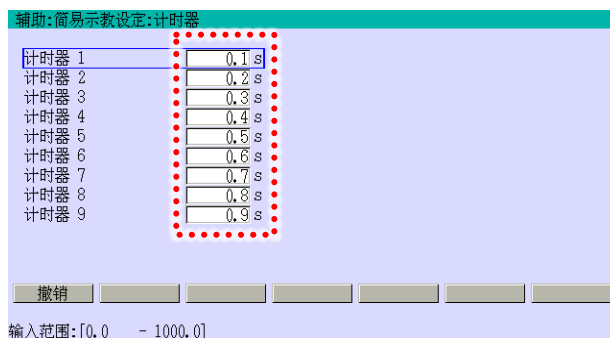 辅助:简易示教设定:计时器
计时器 1 0.1 s
计时器 2 0.2 s
计时器 3 0.3 s
计时器 4 0.4 s
计时器 5 0.5 s
计时器 6 0.6 s
计时器 7 0.7 s
计时器 8 0.8 s
计时器 9 0.9 s
撤销
输入范围:[0.0 - 1000.0]